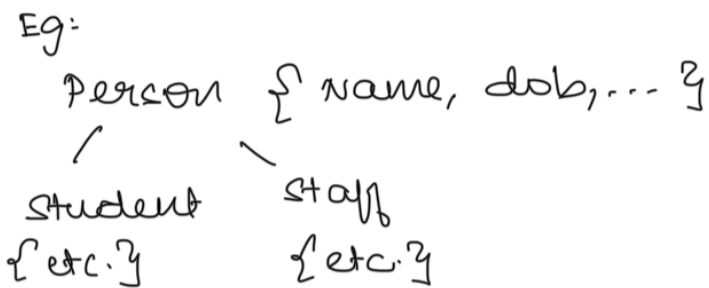 Eg:
Person { Name, dob,... }
Student Staff
{ etc. } { etc. }